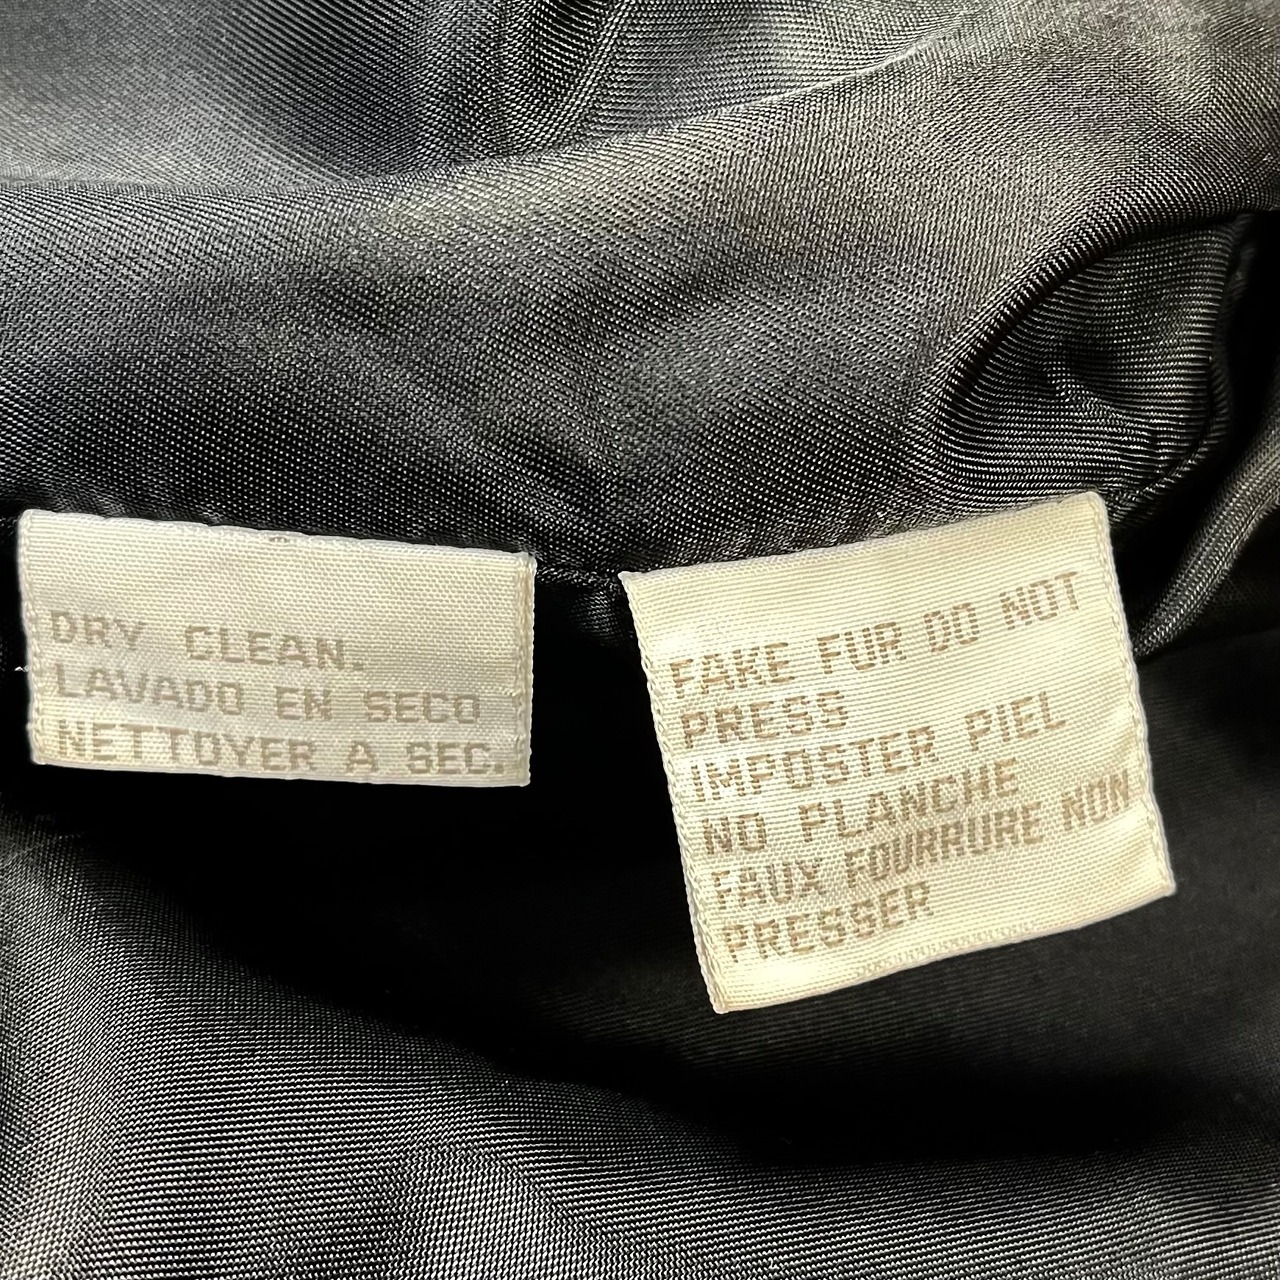 DRY CLEAN.
LAVADO EN SECO
NETTOYER A SEC.
FAKE FUR DO NOT
PRESS
IMPOSTER PIEL
NO PLANCHE
FAUX FOURRURE NON
PRESSER